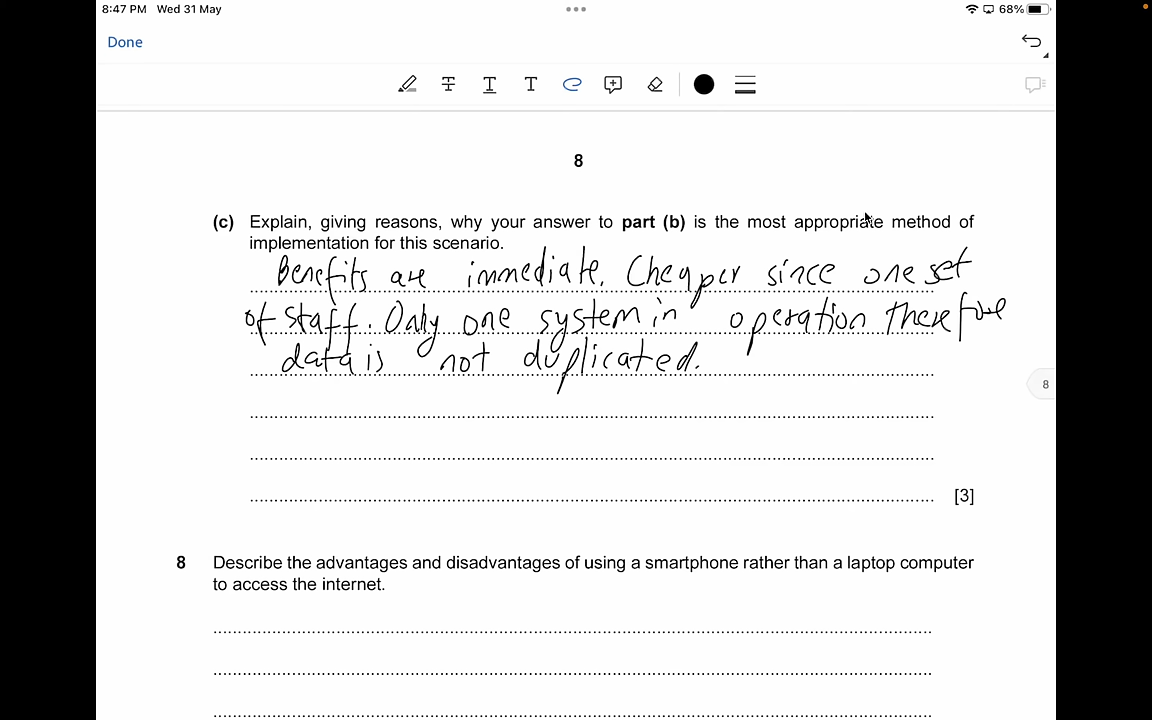 8:47 PM Wed 31 May
68%
Done
T T T
8
(c) Explain, giving reasons, why your answer to part (b) is the most appropriate method of
implementation for this scenario.
Benefits are immediate. Cheaper since one set
of staff. Only one system in operation therefore
data is not duplicated.
8
[3]
8 Describe the advantages and disadvantages of using a smartphone rather than a laptop computer
to access the internet.